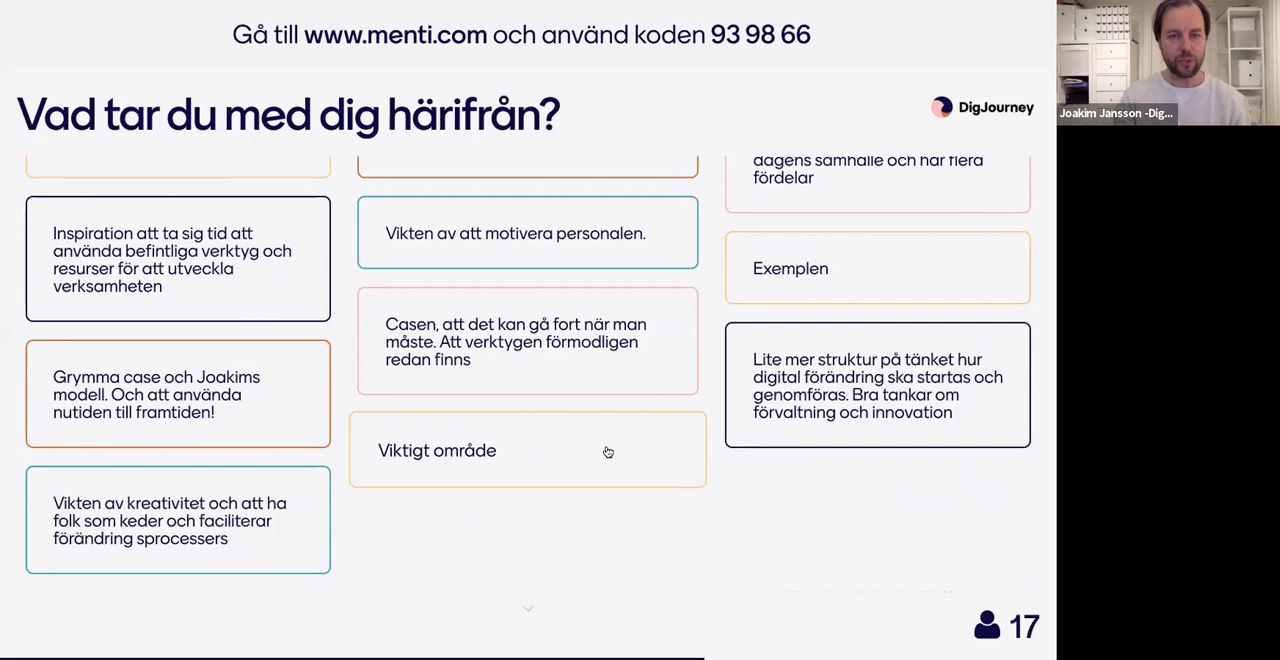 Gå till www.menti.com och använd koden 93 98 66
Vad tar du med dig härifrån?
DigJourney
Joakim Jansson -Dig...
Inspiration att ta sig tid att
använda befintliga verktyg och
resurser för att utveckla
verksamheten
Grymma case och Joakims
modell. Och att använda
nutiden till framtiden!
Vikten av kreativitet och att ha
folk som keder och faciliterar
förändring sprocessers
Vikten av att motivera personalen.
Casen, att det kan gå fort när man
måste. Att verktygen förmodligen
redan finns
Viktigt område
dagens samhälle och har flera
fördelar
Exemplen
Lite mer struktur på tänket hur
digital förändring ska startas och
genomföras. Bra tankar om
förvaltning och innovation
17